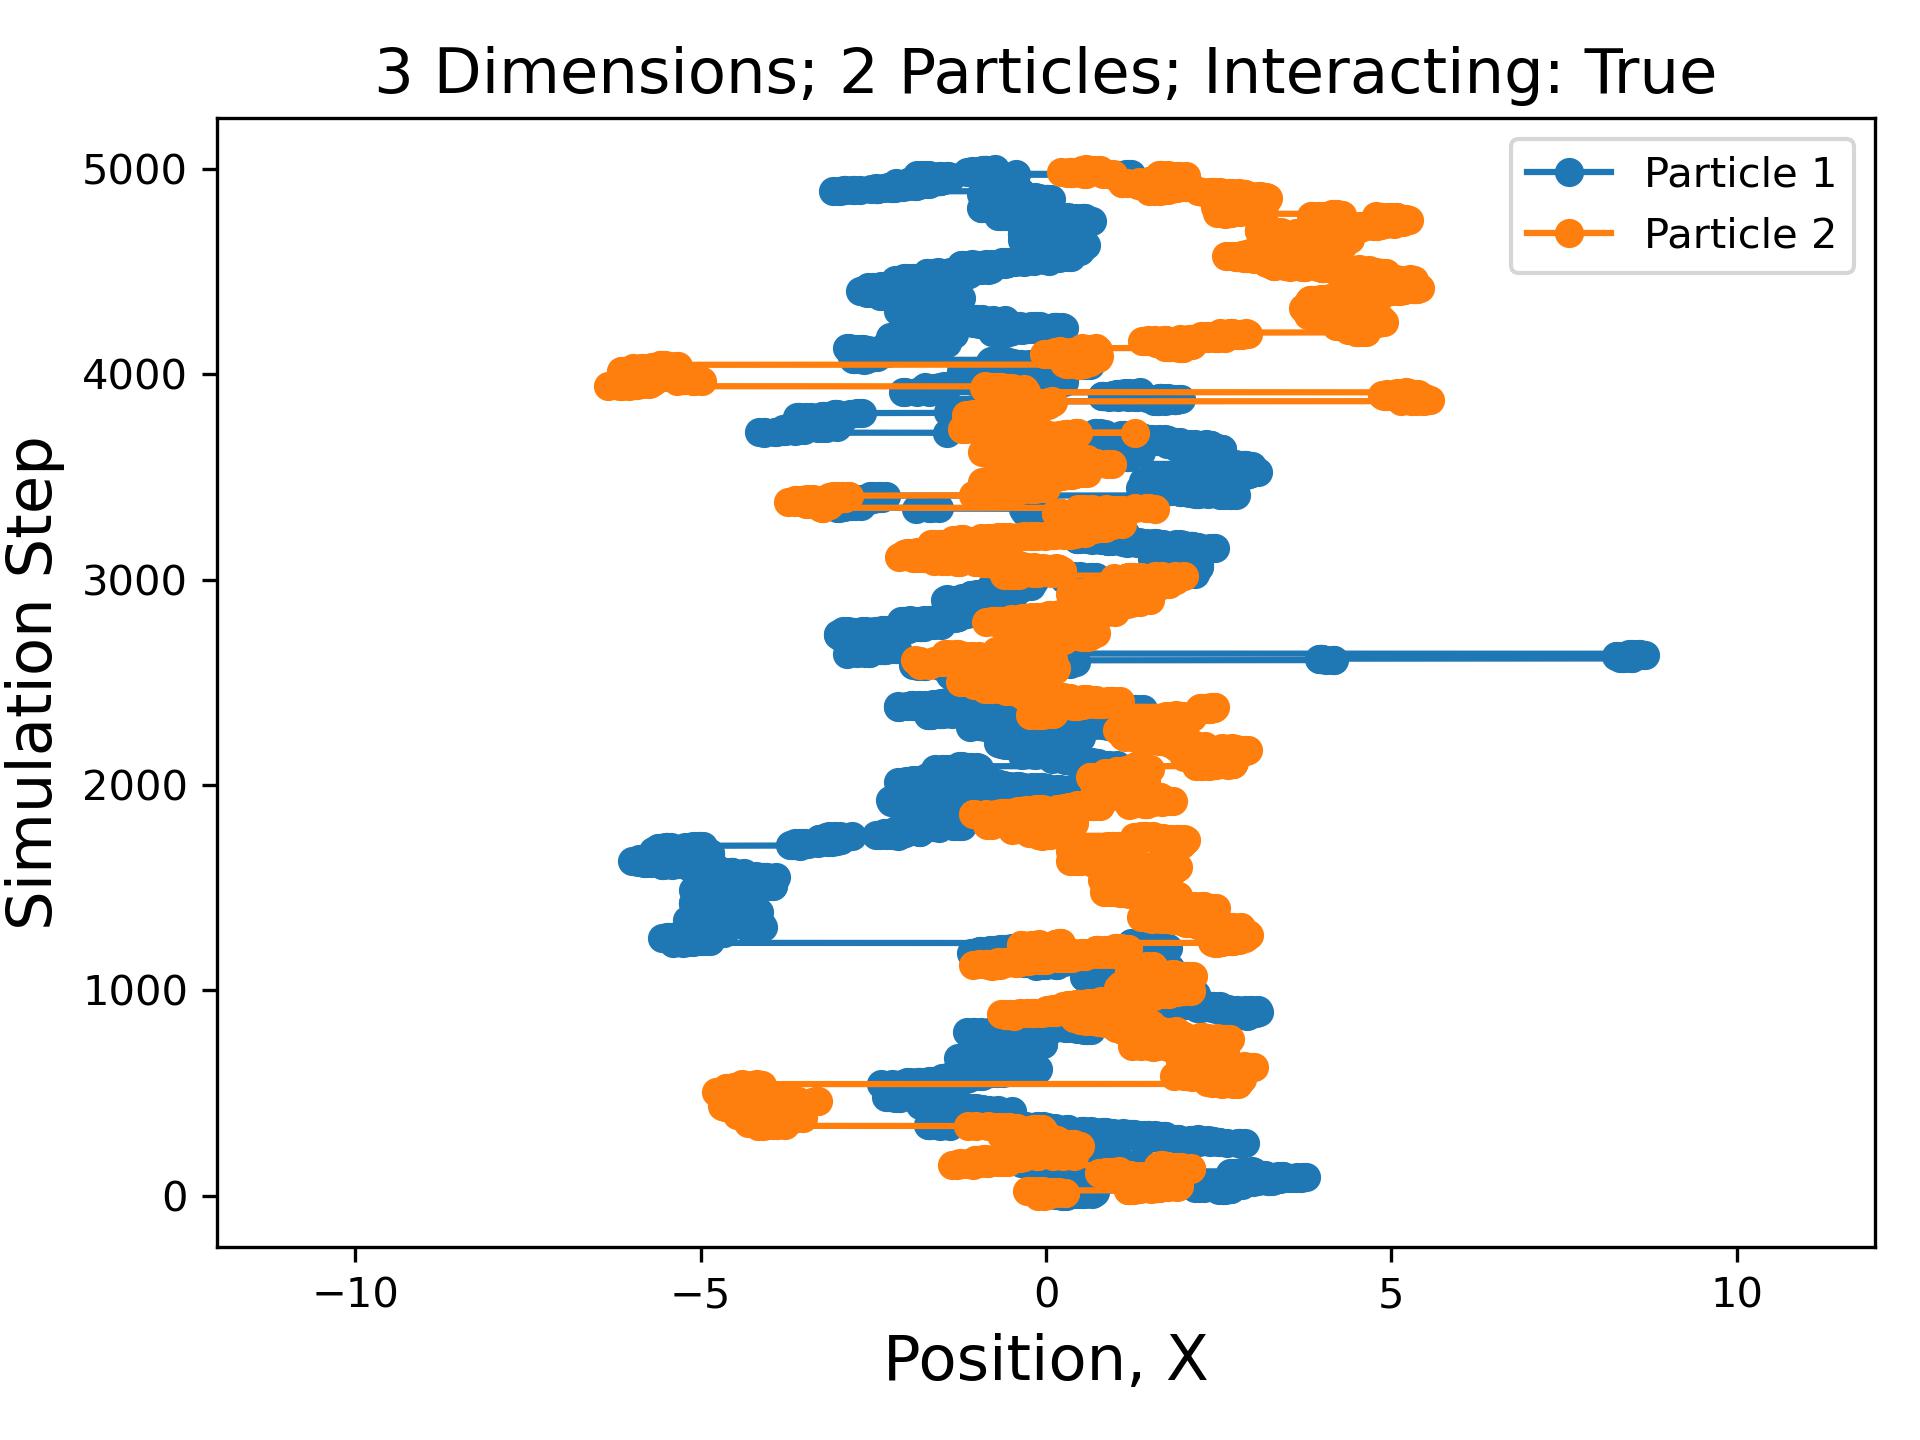 3 Dimensions; 2 Particles; Interacting: True
Particle 1
Particle 2
Simulation Step
5000
4000
3000
2000
1000
0
−10
−5
0
5
10
Position, X